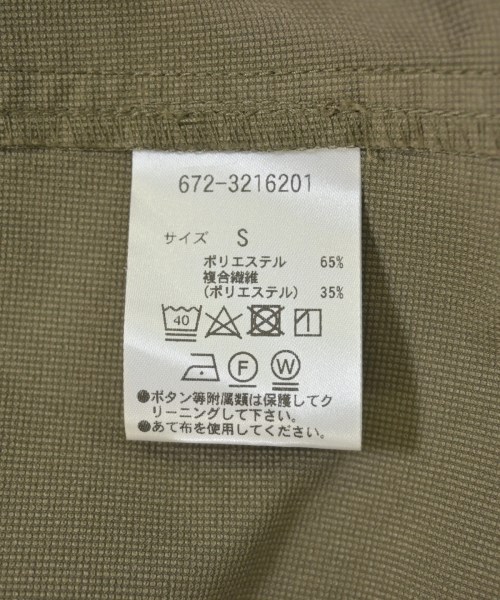 672-3216201
サイズ S
ポリエステル 65%
複合繊維
(ポリエステル) 35%
40
F W
●ボタン等附属類は保護してク
リーニングして下さい。
●あて布を使用してください。